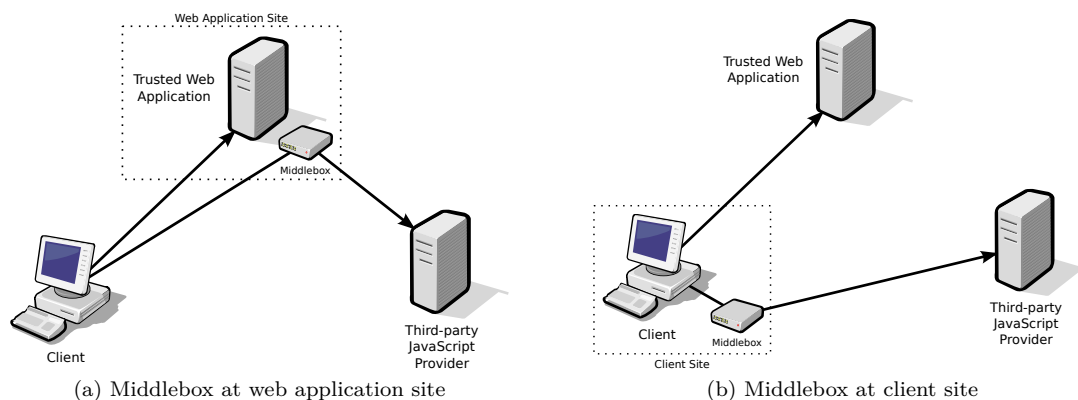 Web Application Site
Trusted Web
Application
Middlebox
Client
Third-party
JavaScript
Provider
(a) Middlebox at web application site
Trusted Web
Application
Client
Middlebox
Client Site
Third-party
JavaScript
Provider
(b) Middlebox at client site